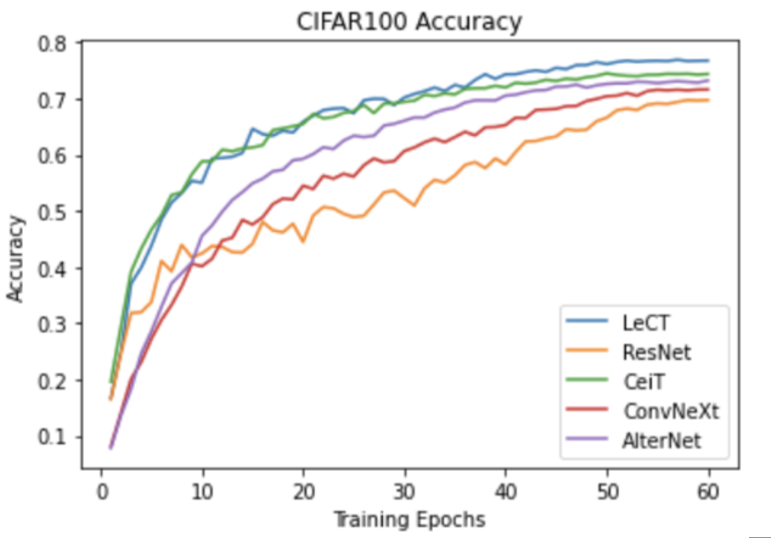 CIFAR100 Accuracy
0.8
0.7
0.6
0.5
0.4
0.3
0.2
0.1
Accuracy
0 10 20 30 40 50 60
Training Epochs
LeCT
ResNet
CeiT
ConvNeXt
AlterNet